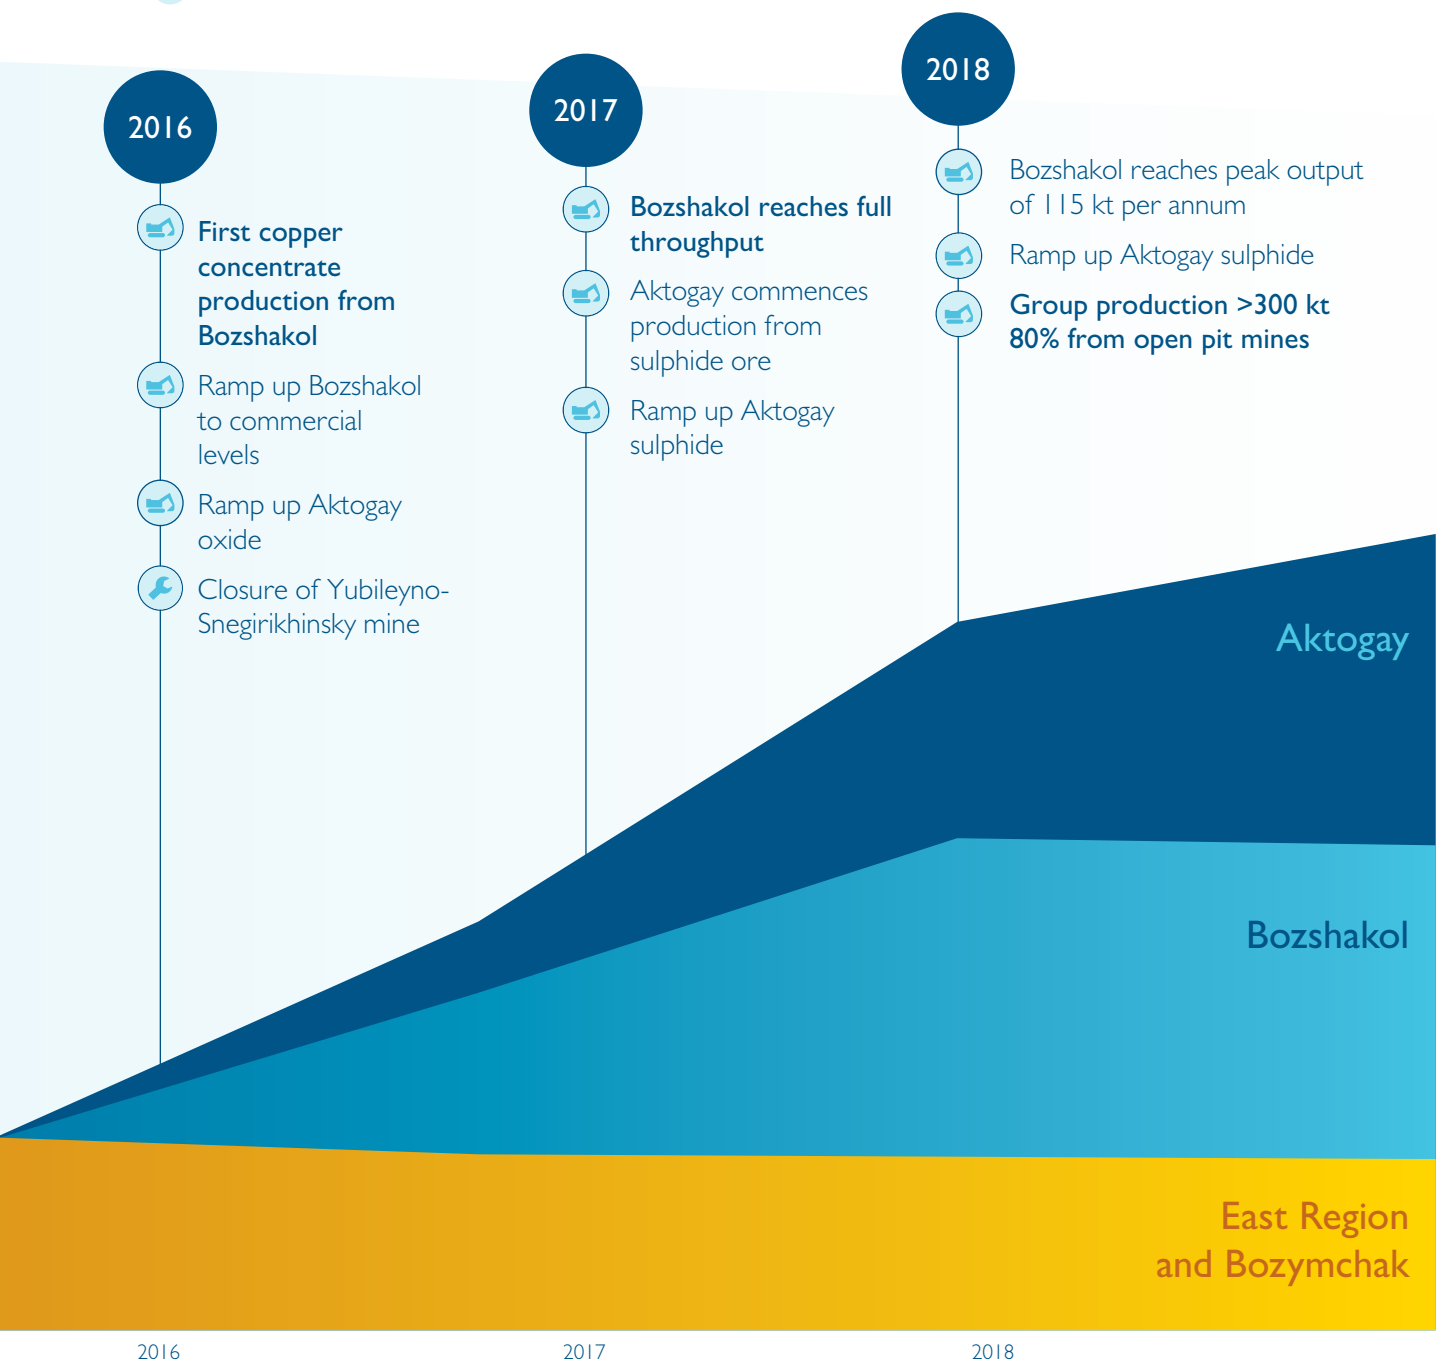 2016
First copper
concentrate
production from
Bozshakol
Ramp up Bozshakol
to commercial
levels
Ramp up Aktogay
oxide
Closure of Yubileyno-
Snegirikhinsky mine
2017
Bozshakol reaches full
throughput
Aktogay commences
production from
sulphide ore
Ramp up Aktogay
sulphide
2018
Bozshakol reaches peak output
of 115 kt per annum
Ramp up Aktogay sulphide
Group production >300 kt
80% from open pit mines
Aktogay
Bozshakol
East Region
and Bozymchak
2016
2017
2018